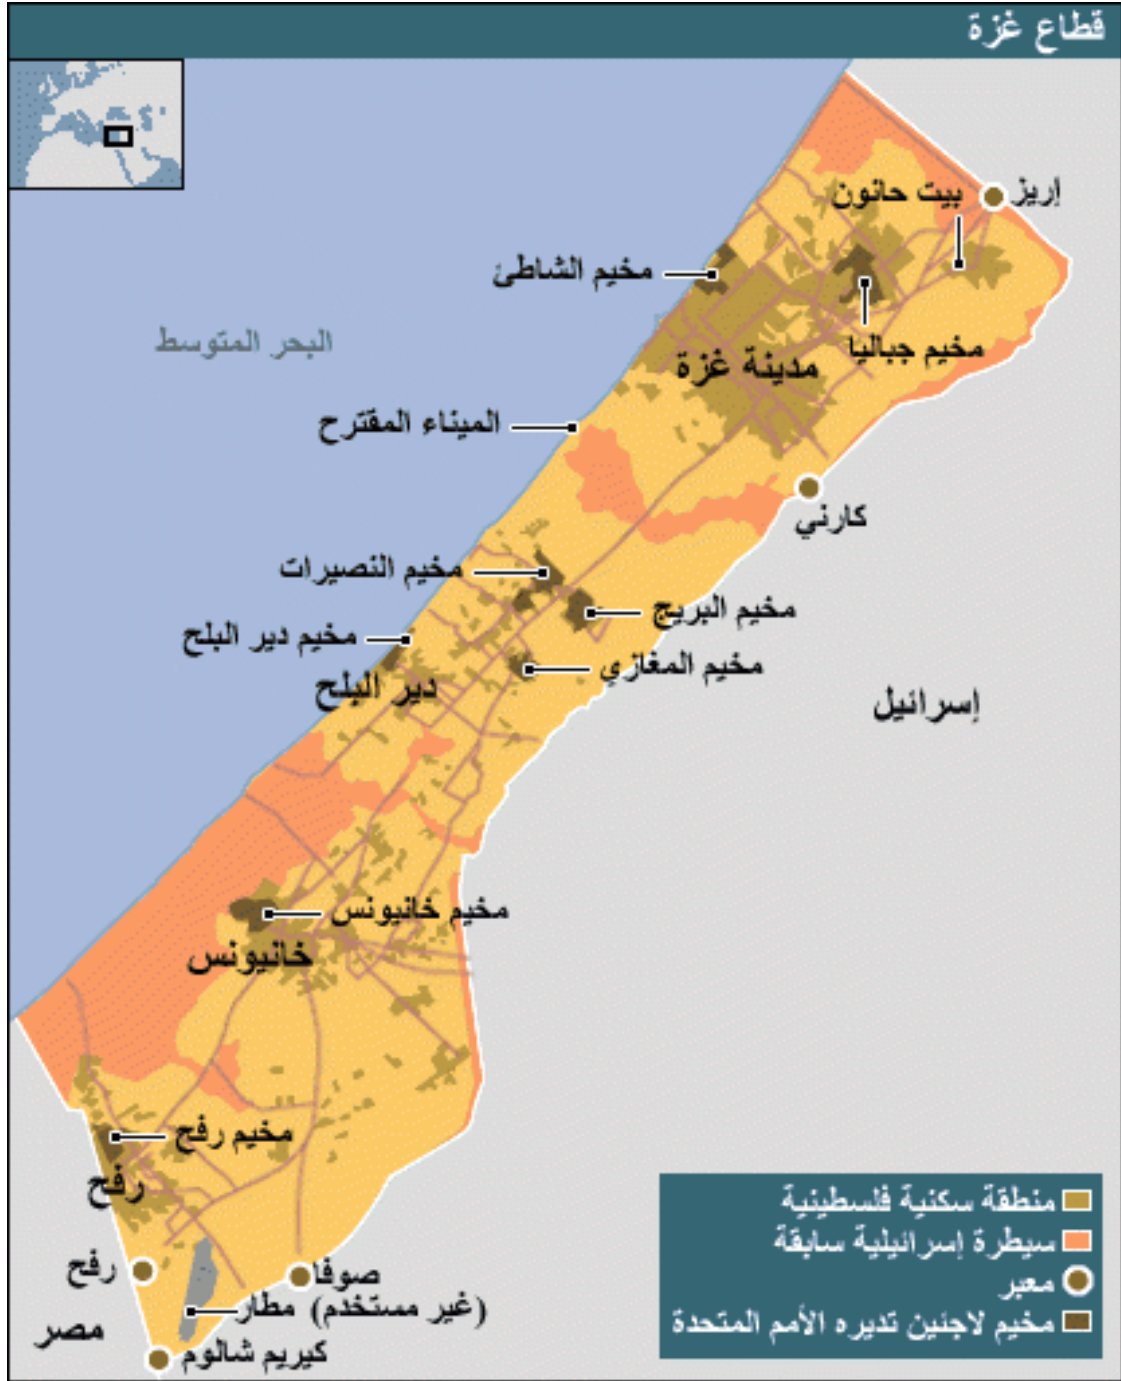 قطاع غزة
إريز
بيت حانون
مخيم الشاطئ
البحر المتوسط
مخيم جباليا
مدينة غزة
الميناء المقترح
كارني
مخيم النصيرات
مخيم البريج
مخيم دير البلح
مخيم المغازي
دير البلح
إسرائيل
مخيم خانيونس
خانيونس
مخيم رفح
رفح
رفح
صوفا
مطار (غير مستخدم)
مصر
كيريم شالوم
منطقة سكنية فلسطينية
سيطرة إسرائيلية سابقة
معبر
مخيم لاجئين تديره الأمم المتحدة